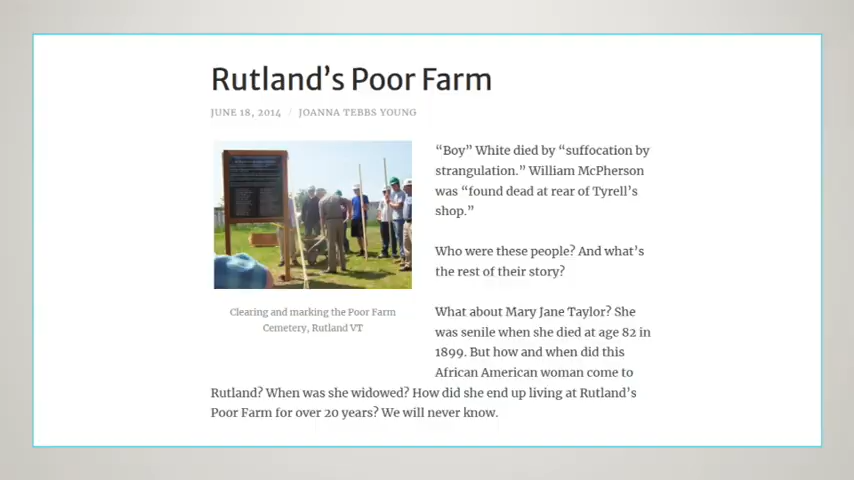 Rutland’s Poor Farm
JUNE 18, 2014 / JOANNA TEBBS YOUNG
“Boy” White died by “suffocation by
strangulation.” William McPherson
was “found dead at rear of Tyrell’s
shop.”
Who were these people? And what’s
the rest of their story?
Clearing and marking the Poor Farm
Cemetery, Rutland VT
What about Mary Jane Taylor? She
was senile when she died at age 82 in
1899. But how and when did this
African American woman come to
Rutland? When was she widowed? How did she end up living at Rutland’s
Poor Farm for over 20 years? We will never know.